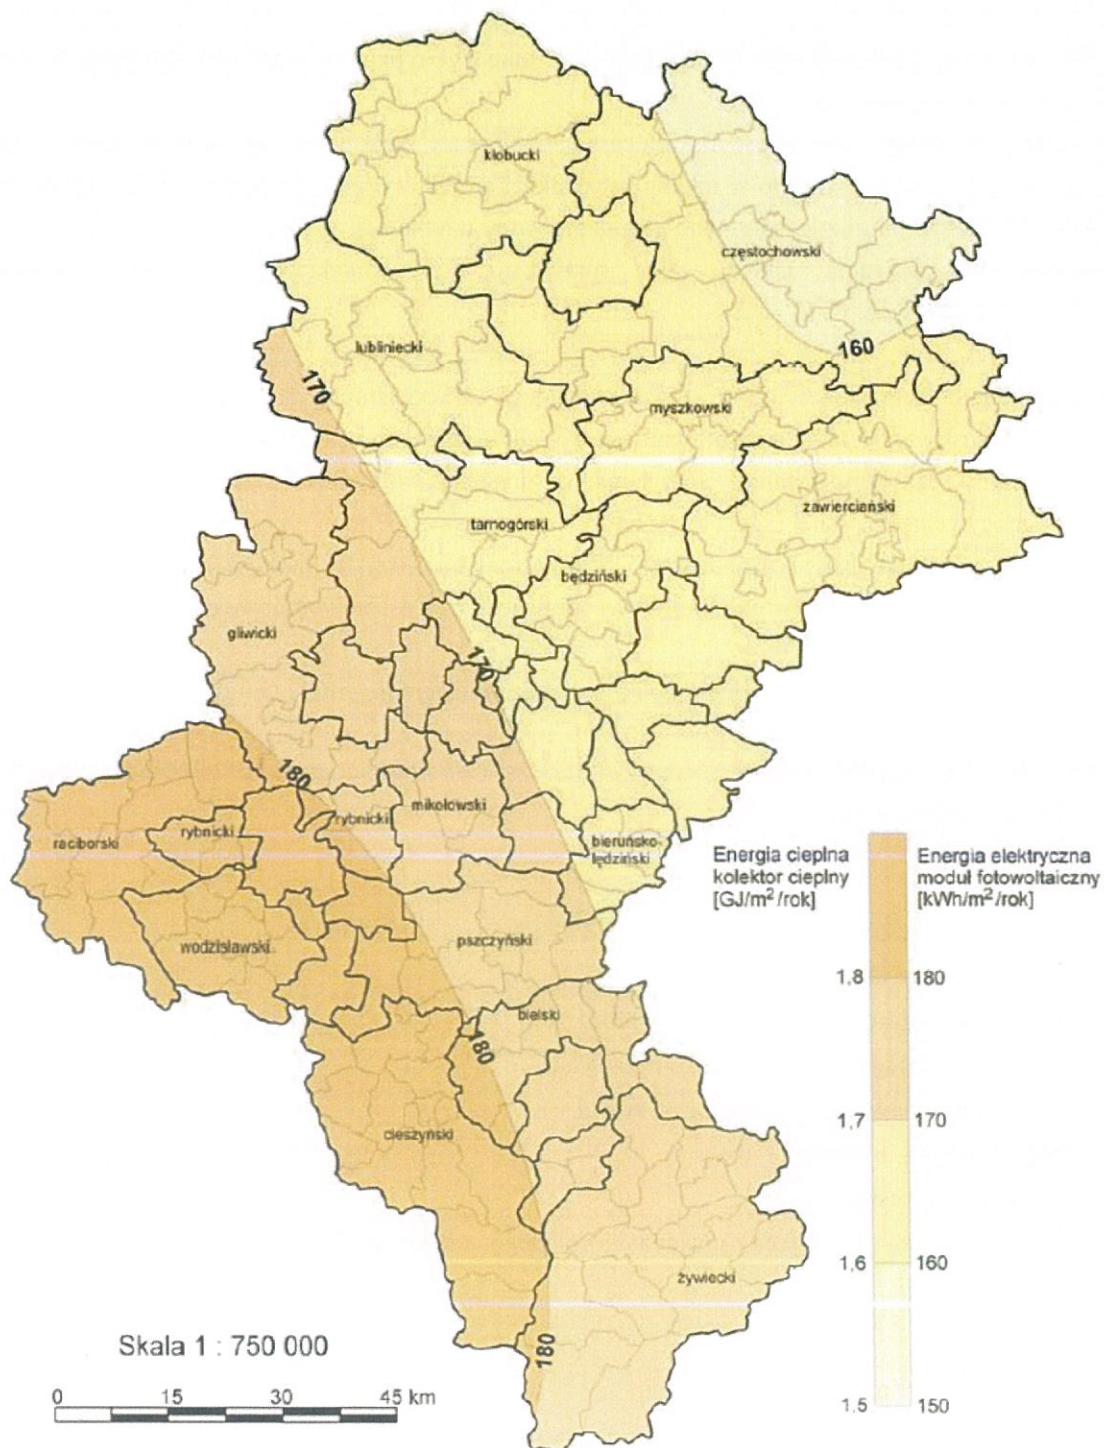 kłobucki
częstochowski
160
lubliniecki
170
myszkowski
zawierciański
tarnogórski
będziński
gliwicki
170
180
mikołowski
rybnicki
rybnicki
raciborski
bieruńsko-
lędziński
Energia cieplna
kolektor cieplny
[GJ/m²/rok]
Energia elektryczna
moduł fotowoltaiczny
[kWh/m²/rok]
wodzisławski
pszczyński
1,8 180
bielski
180
cieszyński
1,7 170
1,6 160
żywiecki
180
Skala 1 : 750 000
0 15 30 45 km
1,5 150